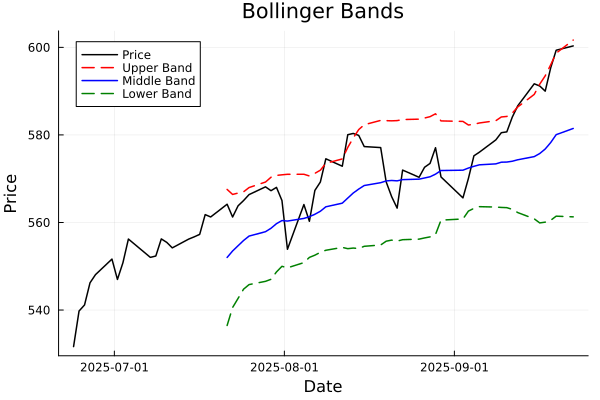 Bollinger Bands
Price
Upper Band
Middle Band
Lower Band
600
580
560
540
Price
2025-07-01
2025-08-01
2025-09-01
Date